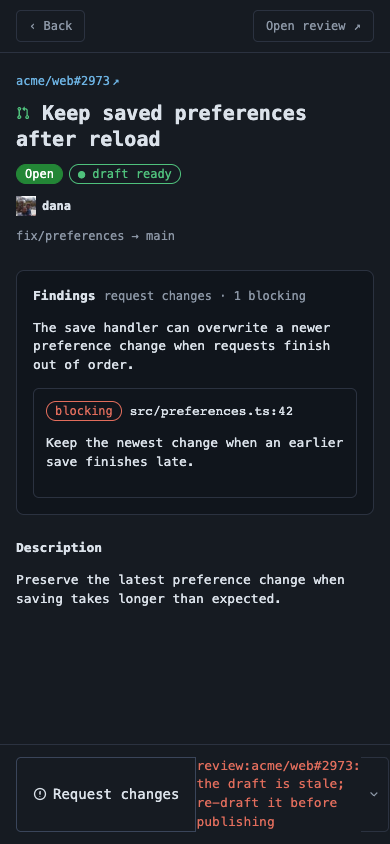 ‹ Back
Open review ↗
acme/web#2973↗
Keep saved preferences
after reload
Open
draft ready
dana
fix/preferences → main
Findings request changes · 1 blocking
The save handler can overwrite a newer
preference change when requests finish
out of order.
blocking src/preferences.ts:42
Keep the newest change when an earlier
save finishes late.
Description
Preserve the latest preference change when
saving takes longer than expected.
Request changes
review:acme/web#2973:
the draft is stale;
re-draft it before
publishing